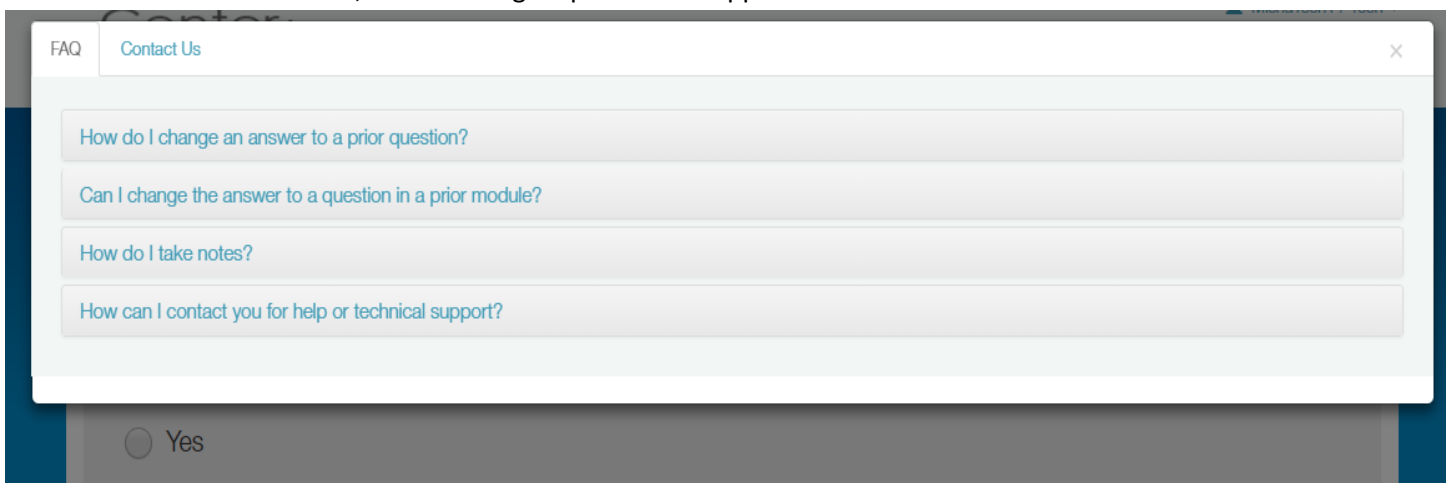 FAQ Contact Us ×
How do I change an answer to a prior question?
Can I change the answer to a question in a prior module?
How do I take notes?
How can I contact you for help or technical support?
Yes